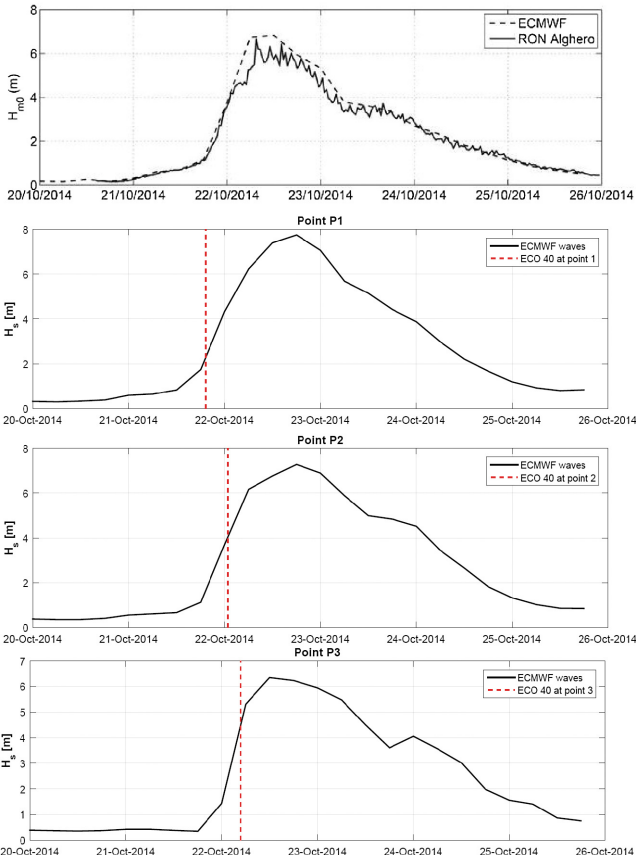 8
6
4
2
0
H_m0 (m)
ECMWF
RON Alghero
20/10/2014 21/10/2014 22/10/2014 23/10/2014 24/10/2014 25/10/2014 26/10/2014
Point P1
8
6
4
2
0
H_s [m]
ECMWF waves
ECO 40 at point 1
20-Oct-2014 21-Oct-2014 22-Oct-2014 23-Oct-2014 24-Oct-2014 25-Oct-2014 26-Oct-2014
Point P2
8
6
4
2
0
H_s [m]
ECMWF waves
ECO 40 at point 2
20-Oct-2014 21-Oct-2014 22-Oct-2014 23-Oct-2014 24-Oct-2014 25-Oct-2014 26-Oct-2014
Point P3
7
6
5
4
3
2
1
0
H_s [m]
ECMWF waves
ECO 40 at point 3
20-Oct-2014 21-Oct-2014 22-Oct-2014 23-Oct-2014 24-Oct-2014 25-Oct-2014 26-Oct-2014